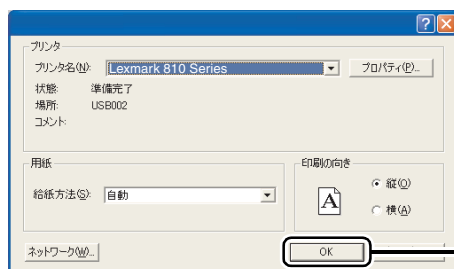 プリンタ
プリンタ名(N): Lexmark 810 Series プロパティ(P)...
状態: 準備完了
場所: USB002
コメント:
用紙
給紙方法(S): 自動
印刷の向き
A
縦(O)
横(A)
ネットワーク(W)... OK